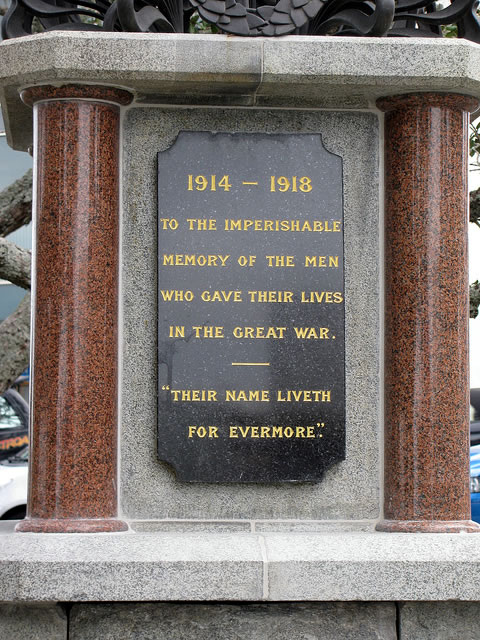 1914 — 1918
TO THE IMPERISHABLE
MEMORY OF THE MEN
WHO GAVE THEIR LIVES
IN THE GREAT WAR.
"THEIR NAME LIVETH
FOR EVERMORE".